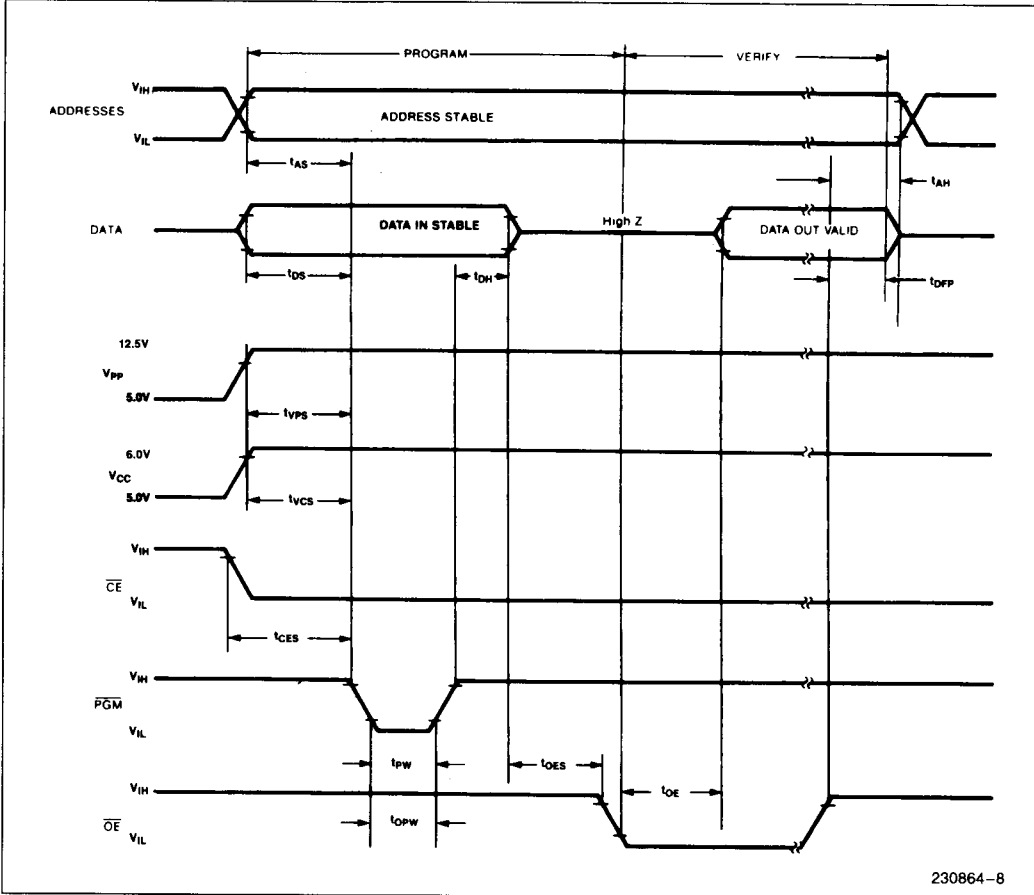 PROGRAM
VERIFY
VIH
ADDRESSES
ADDRESS STABLE
VIL
tAS
tAH
DATA
DATA IN STABLE
High Z
DATA OUT VALID
tDS
tDH
tDFP
12.5V
VPP
5.0V
tVPS
6.0V
VCC
5.0V
tVCS
VIH
CE
VIL
tCES
VIH
PGM
VIL
tPW
tOES
VIH
tOE
OE
tOPW
VIL
230864-8